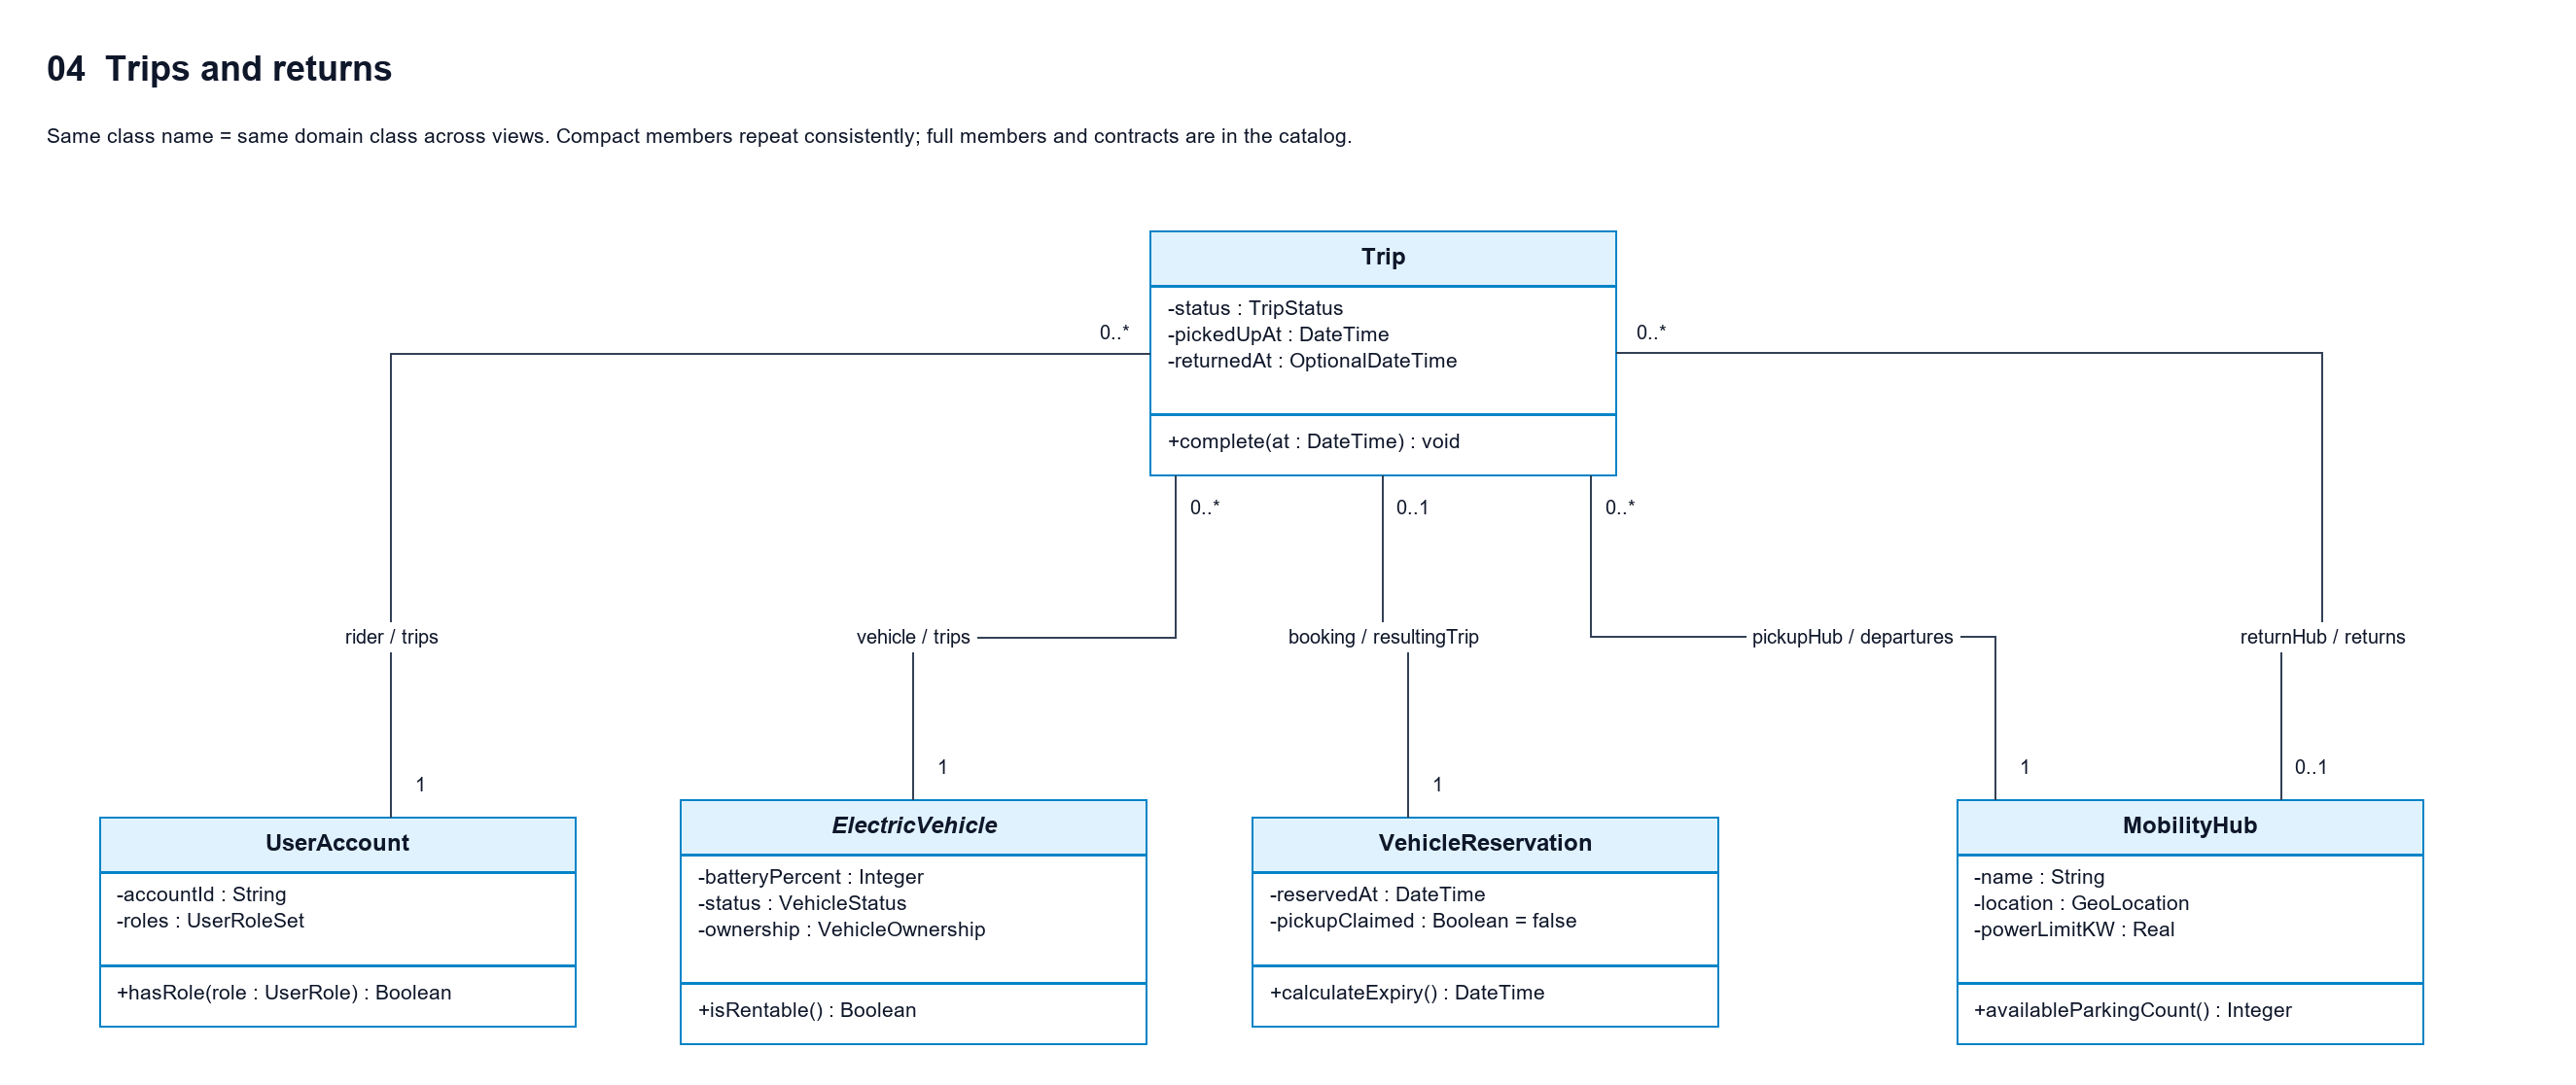 04 Trips and returns
Same class name = same domain class across views. Compact members repeat consistently; full members and contracts are in the catalog.
Trip
-status : TripStatus
-pickedUpAt : DateTime
-returnedAt : OptionalDateTime
+complete(at : DateTime) : void
0..*
0..*
0..*
0..1
0..*
rider / trips
vehicle / trips
booking / resultingTrip
pickupHub / departures
returnHub / returns
1
1
1
1
0..1
UserAccount
-accountId : String
-roles : UserRoleSet
+hasRole(role : UserRole) : Boolean
ElectricVehicle
-batteryPercent : Integer
-status : VehicleStatus
-ownership : VehicleOwnership
+isRentable() : Boolean
VehicleReservation
-reservedAt : DateTime
-pickupClaimed : Boolean = false
+calculateExpiry() : DateTime
MobilityHub
-name : String
-location : GeoLocation
-powerLimitKW : Real
+availableParkingCount() : Integer